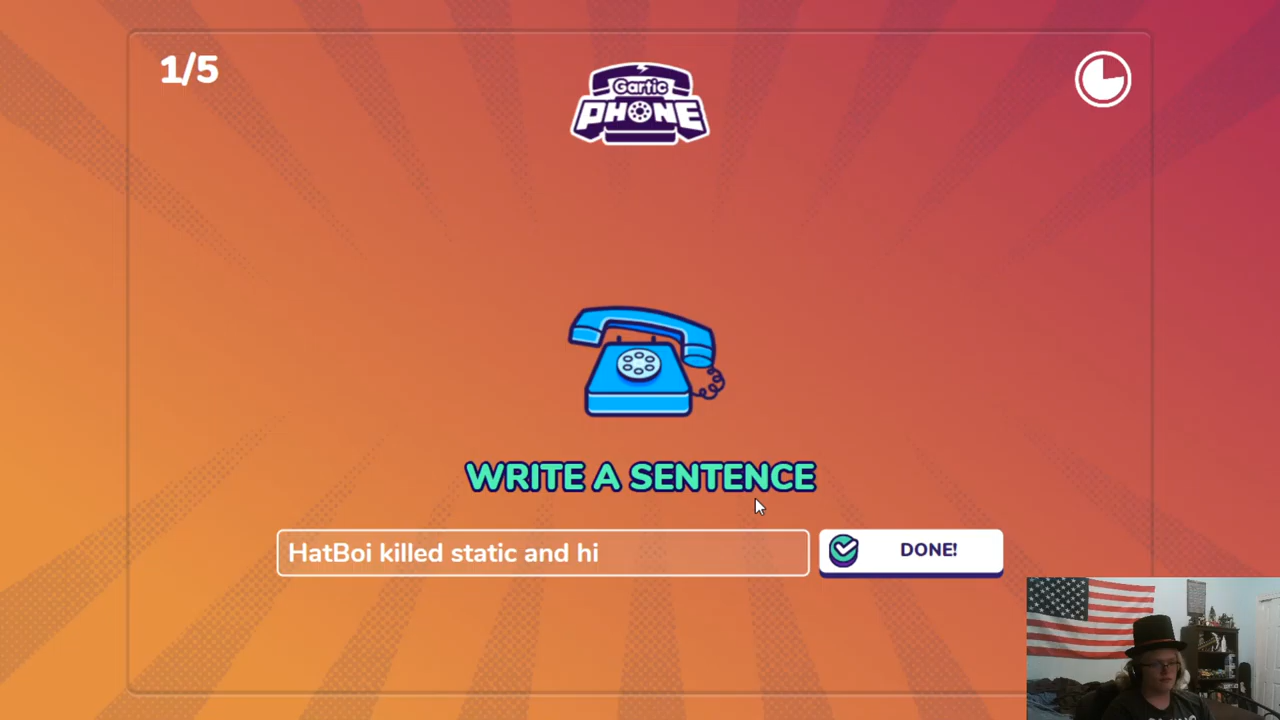 1/5
Gartic
PHONE
WRITE A SENTENCE
HatBoi killed static and hi
DONE!